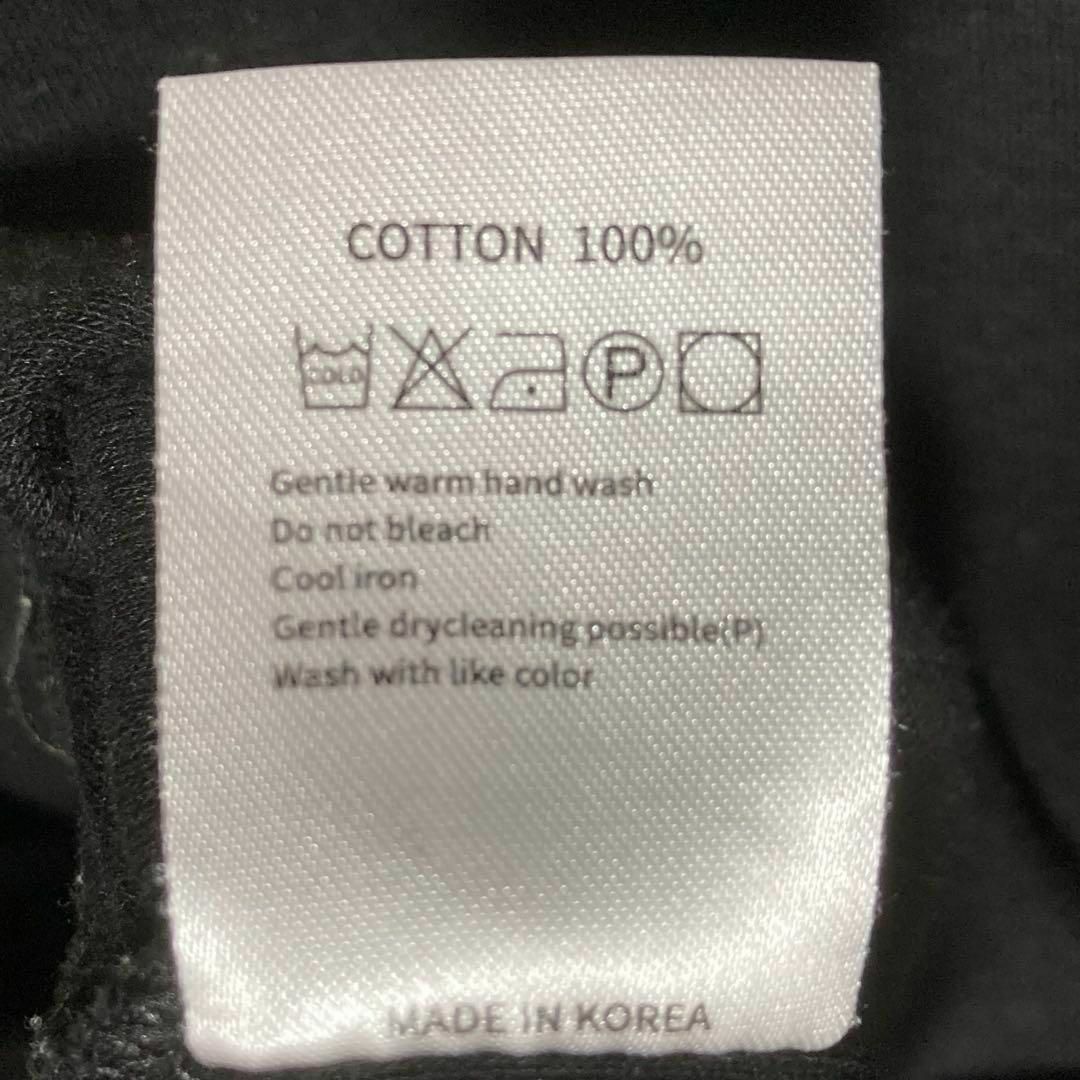 COTTON 100%
COLD P
Gentle warm hand wash
Do not bleach
Cool iron
Gentle drycleaning possible(P)
Wash with like color
MADE IN KOREA